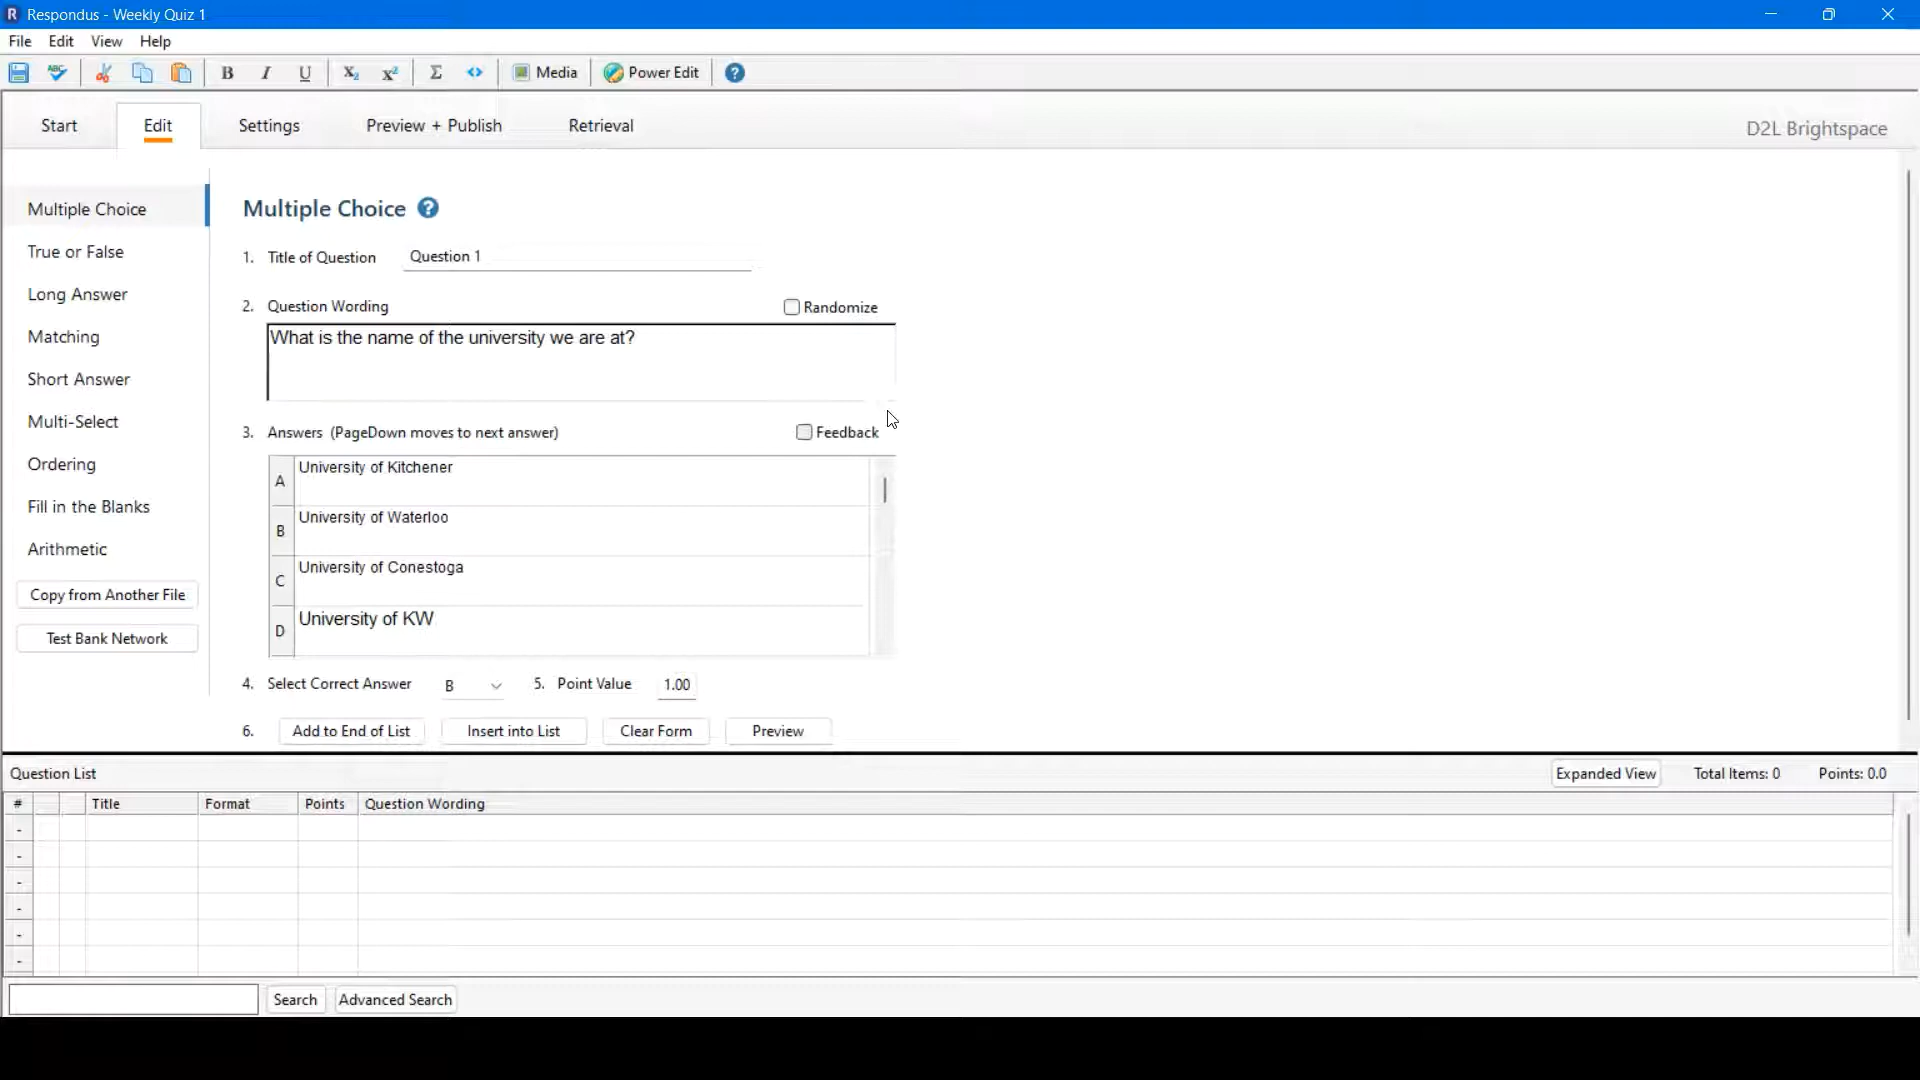 Respondus - Weekly Quiz 1
File Edit View Help
ABC B I U X₂ X² Σ <> Media Power Edit ?
Start Edit Settings Preview + Publish Retrieval
D2L Brightspace
Multiple Choice
True or False
Long Answer
Matching
Short Answer
Multi-Select
Ordering
Fill in the Blanks
Arithmetic
Copy from Another File
Test Bank Network
Multiple Choice ?
1. Title of Question Question 1
2. Question Wording Randomize
What is the name of the university we are at?
3. Answers (PageDown moves to next answer) Feedback
A University of Kitchener
B University of Waterloo
C University of Conestoga
D University of KW
4. Select Correct Answer B 5. Point Value 1.00
6. Add to End of List Insert into List Clear Form Preview
Question List Expanded View Total Items: 0 Points: 0.0
# Title Format Points Question Wording
-
-
-
-
-
-
Search Advanced Search